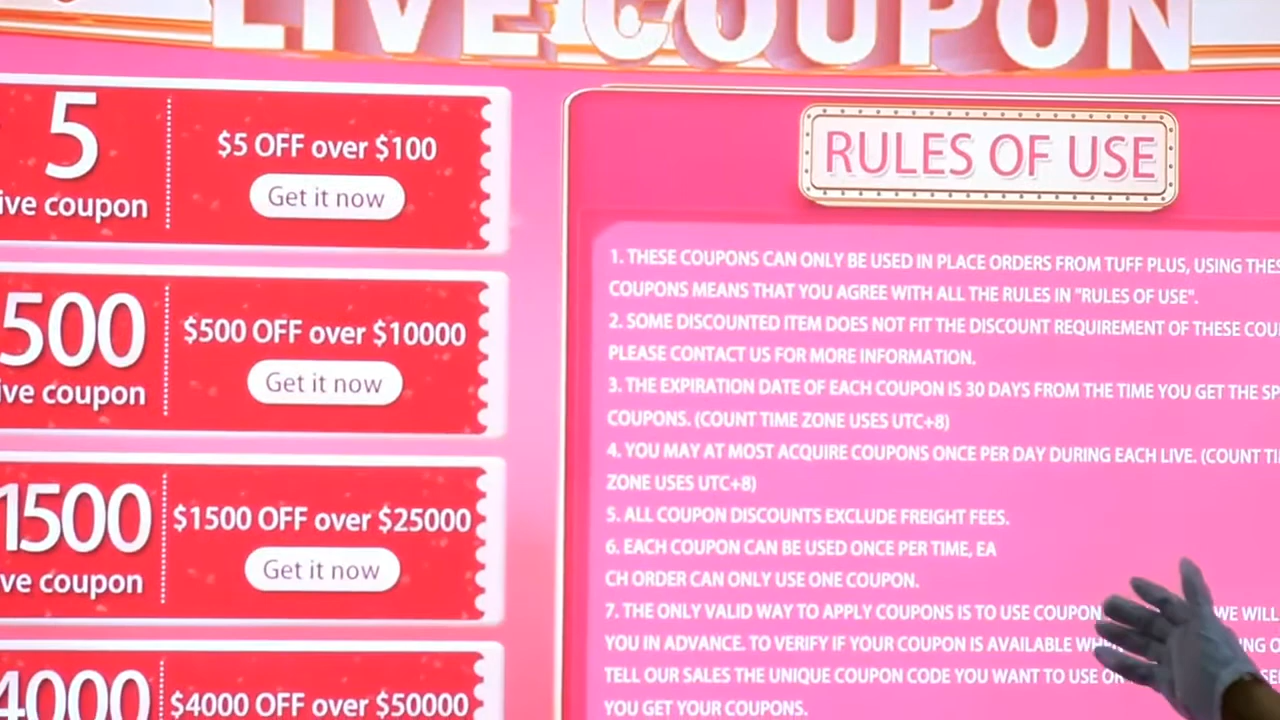 LIVE COUPON
5
ive coupon
$5 OFF over $100
Get it now
500
ive coupon
$500 OFF over $10000
Get it now
1500
ve coupon
$1500 OFF over $25000
Get it now
4000
$4000 OFF over $50000
RULES OF USE
1. THESE COUPONS CAN ONLY BE USED IN PLACE ORDERS FROM TUFF PLUS, USING THES
COUPONS MEANS THAT YOU AGREE WITH ALL THE RULES IN "RULES OF USE".
2. SOME DISCOUNTED ITEM DOES NOT FIT THE DISCOUNT REQUIREMENT OF THESE COU
PLEASE CONTACT US FOR MORE INFORMATION.
3. THE EXPIRATION DATE OF EACH COUPON IS 30 DAYS FROM THE TIME YOU GET THE SP
COUPONS. (COUNT TIME ZONE USES UTC+8)
4. YOU MAY AT MOST ACQUIRE COUPONS ONCE PER DAY DURING EACH LIVE. (COUNT TI
ZONE USES UTC+8)
5. ALL COUPON DISCOUNTS EXCLUDE FREIGHT FEES.
6. EACH COUPON CAN BE USED ONCE PER TIME, EA
CH ORDER CAN ONLY USE ONE COUPON.
7. THE ONLY VALID WAY TO APPLY COUPONS IS TO USE COUPON WE WILL
YOU IN ADVANCE. TO VERIFY IF YOUR COUPON IS AVAILABLE
TELL OUR SALES THE UNIQUE COUPON CODE YOU WANT TO USE
YOU GET YOUR COUPONS.